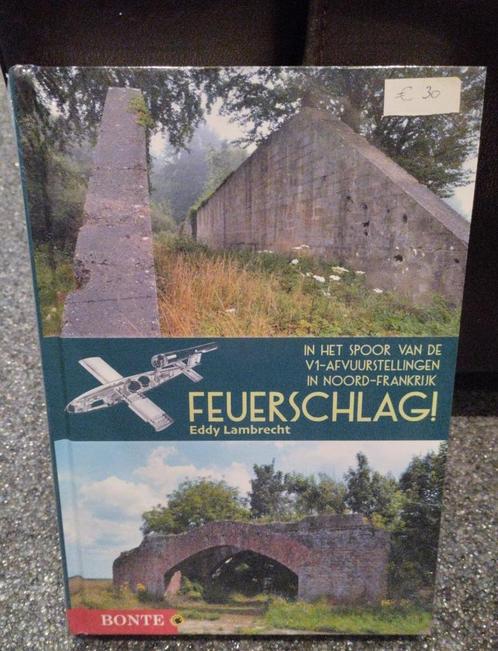 € 30
IN HET SPOOR VAN DE
V1-AFVUURSTELLINGEN
IN NOORD-FRANKRIJK
FEUERSCHLAG!
Eddy Lambrecht
BONTE